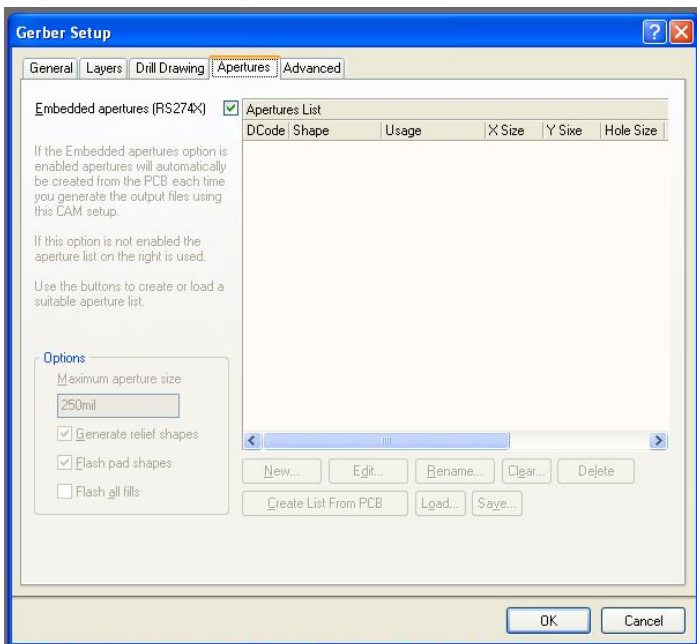 Gerber Setup
General Layers Drill Drawing Apertures Advanced
Embedded apertures (RS274X)
If the Embedded apertures option is
enabled apertures will automatically
be created from the PCB each time
you generate the output files using
this CAM setup.
If this option is not enabled the
aperture list on the right is used.
Use the buttons to create or load a
suitable aperture list.
Options
Maximum aperture size
250mil
Generate relief shapes
Flash pad shapes
Flash all fills
Apertures List
DCode Shape Usage X Size Y Sixe Hole Size
New... Edit... Rename... Clear... Delete
Create List From PCB Load... Save...
OK Cancel